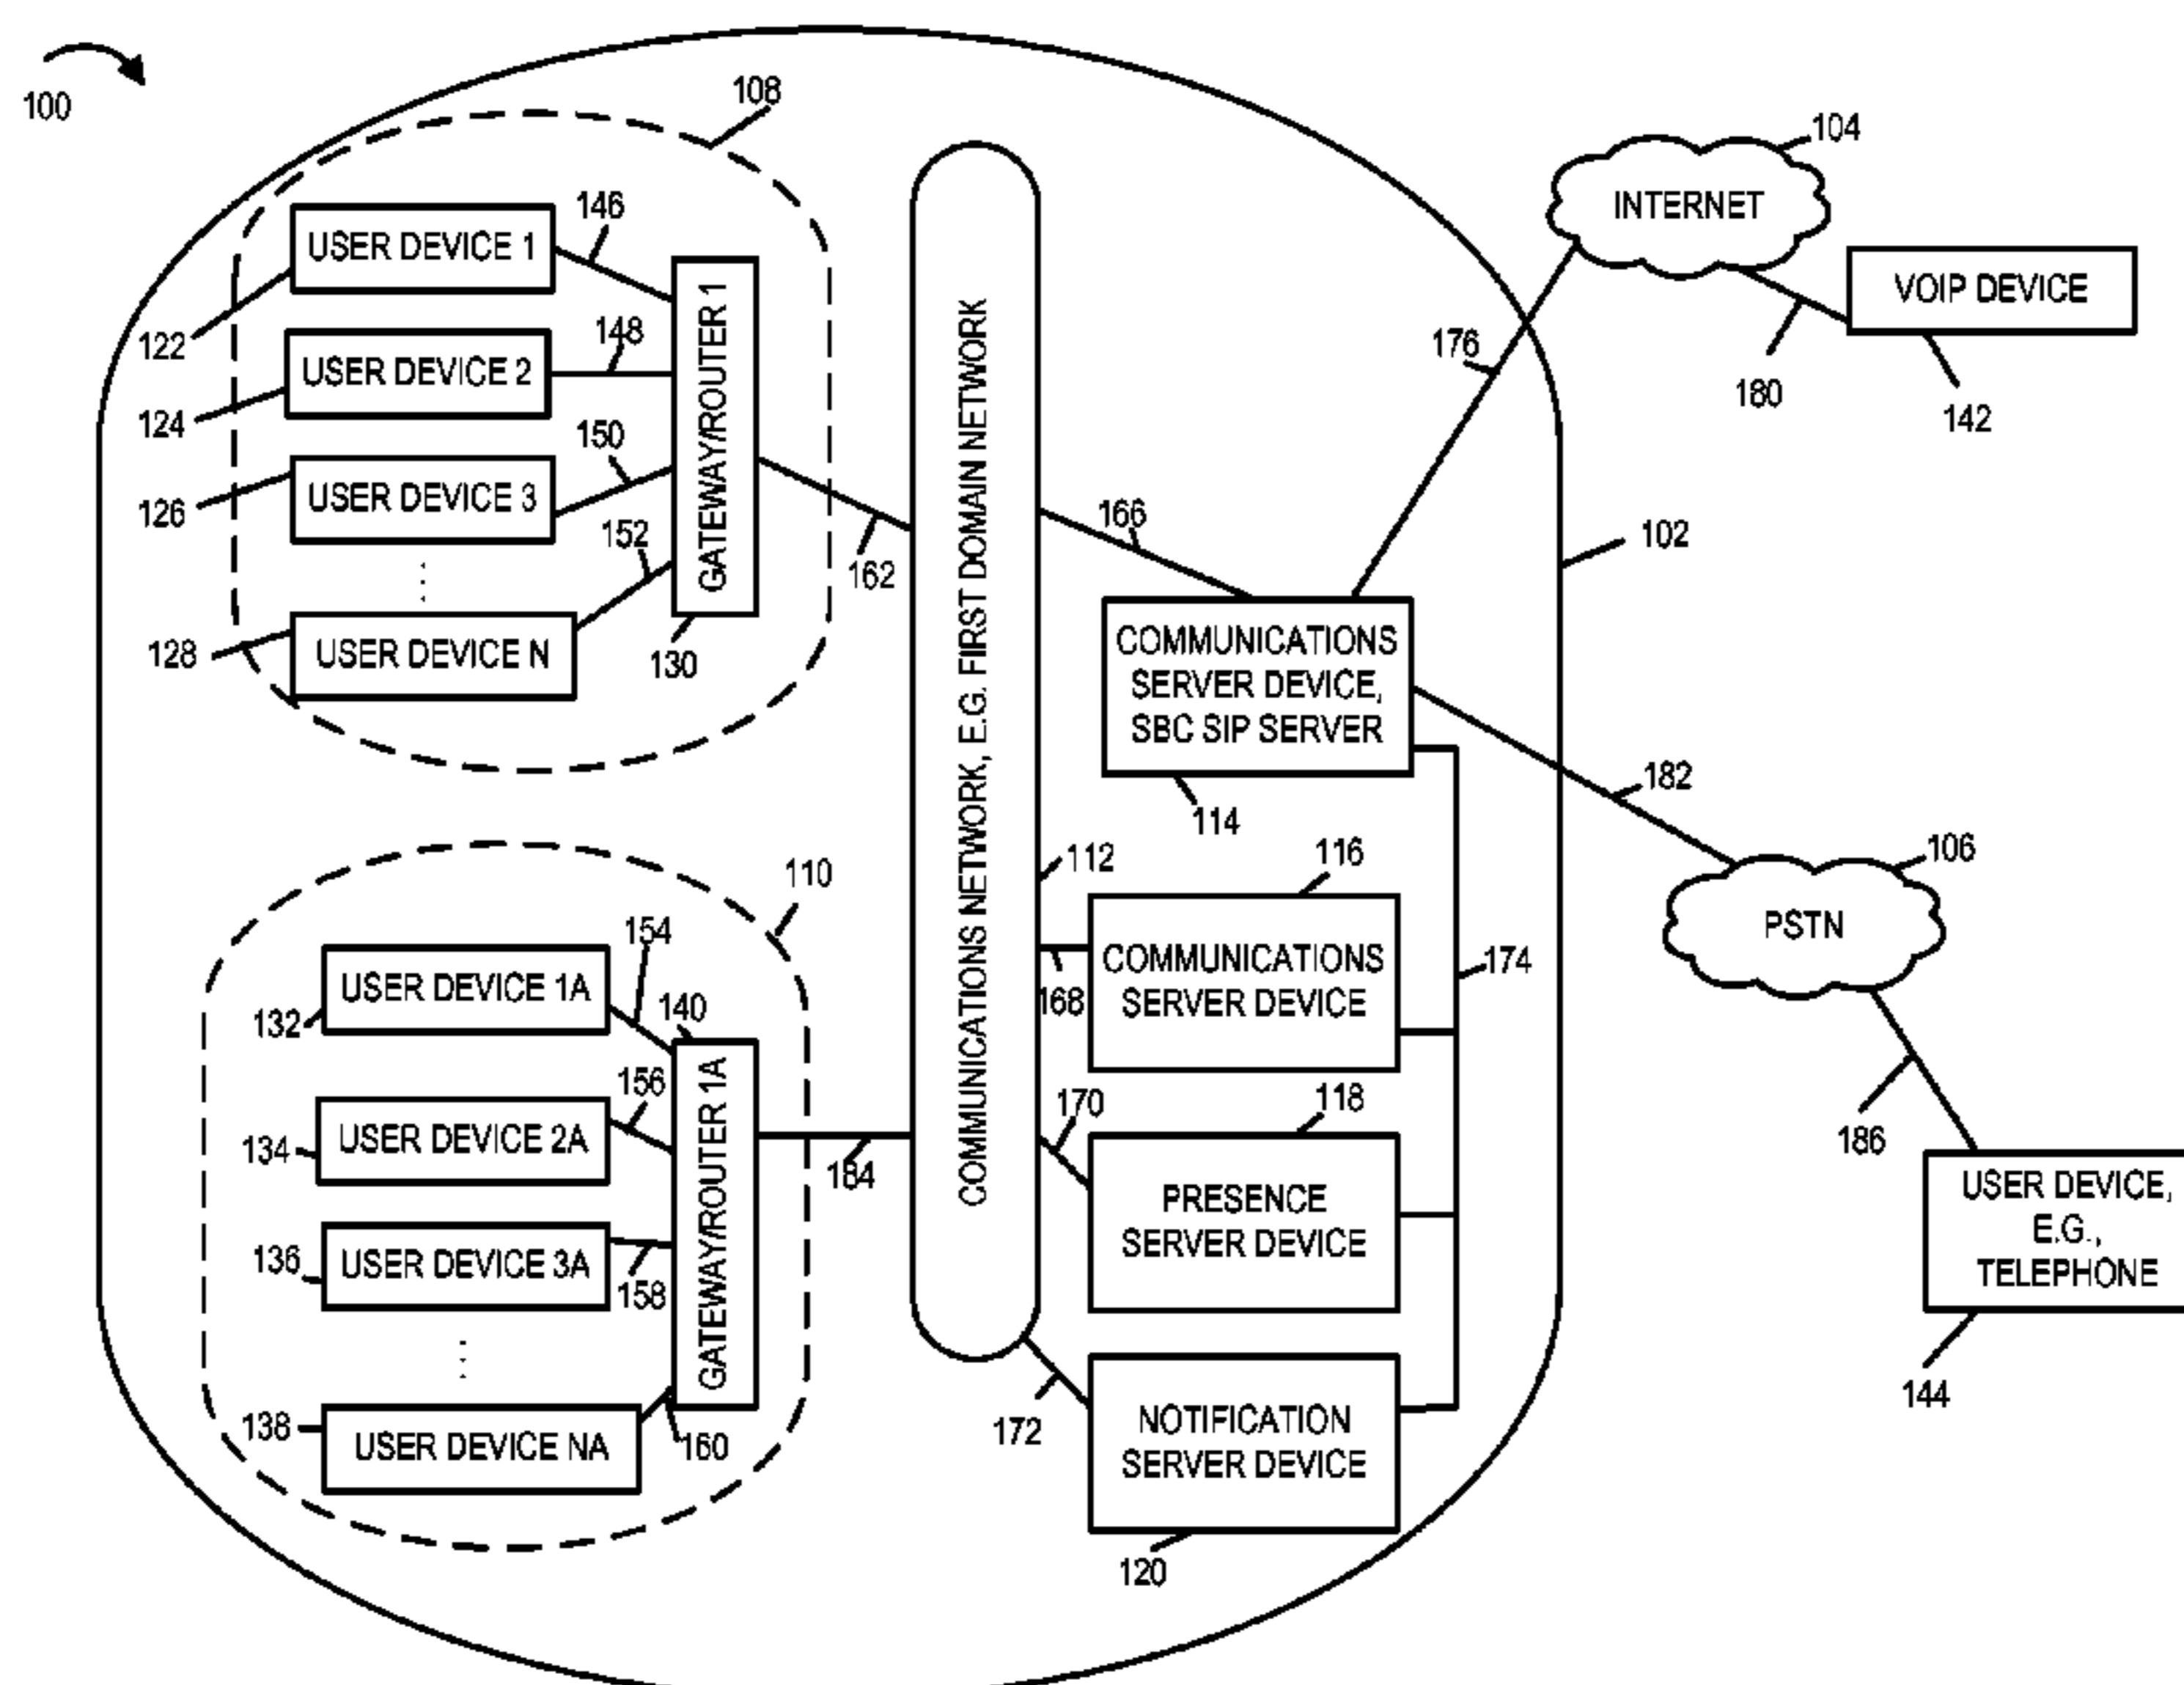 100
108
104
INTERNET
146
USER DEVICE 1
122
VOIP DEVICE
148
USER DEVICE 2
124
GATEWAY/ROUTER 1
176
180
142
150
USER DEVICE 3
126
152
162
166
102
USER DEVICE N
128
130
COMMUNICATIONS NETWORK, E.G. FIRST DOMAIN NETWORK
COMMUNICATIONS
SERVER DEVICE,
SBC SIP SERVER
114
182
112
116
106
PSTN
110
154
USER DEVICE 1A
132
140
COMMUNICATIONS
SERVER DEVICE
168
174
156
USER DEVICE 2A
134
GATEWAY/ROUTER 1A
184
170
118
186
PRESENCE
SERVER DEVICE
USER DEVICE,
E.G.,
TELEPHONE
144
USER DEVICE 3A
136
158
138
USER DEVICE NA
160
172
NOTIFICATION
SERVER DEVICE
120